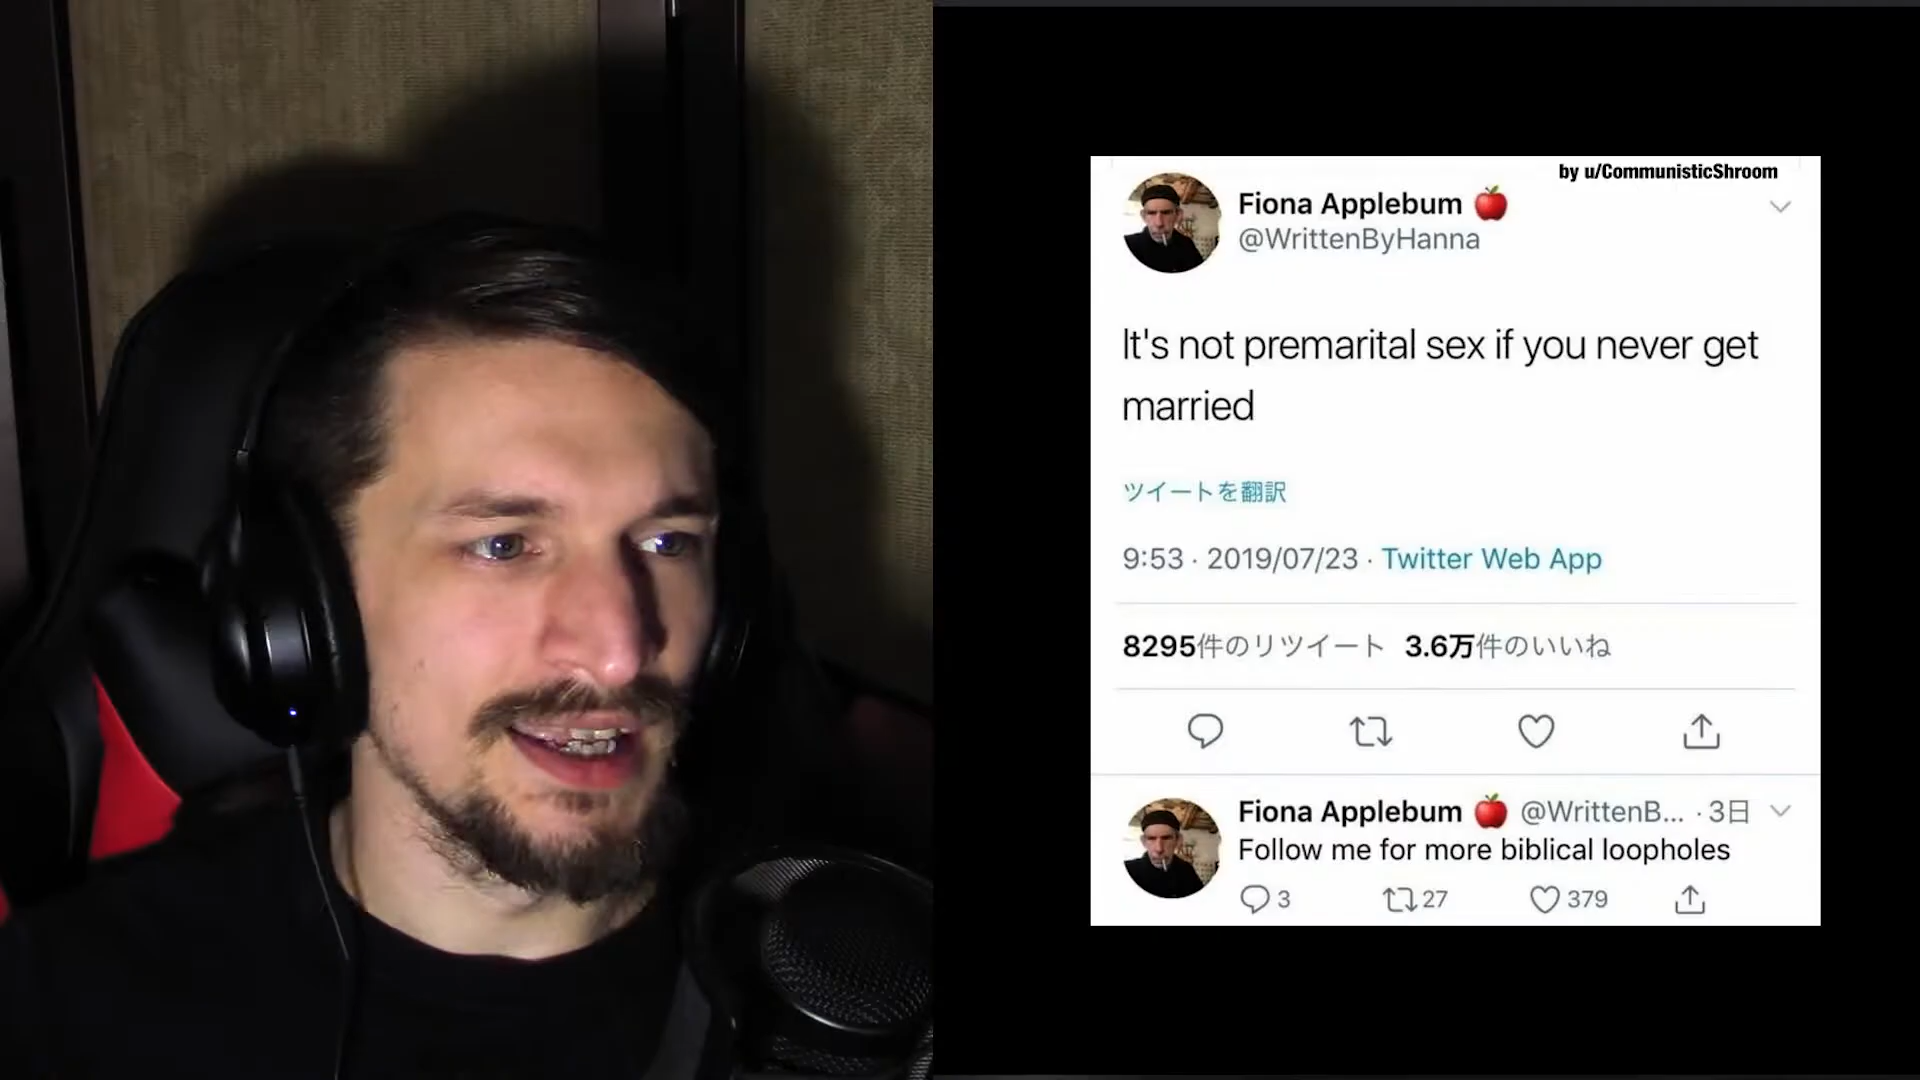 by u/CommunisticShroom
Fiona Applebum 🍎
@WrittenByHanna
It's not premarital sex if you never get
married
ツイートを翻訳
9:53 · 2019/07/23 · Twitter Web App
8295件のリツイート 3.6万件のいいね
Fiona Applebum 🍎 @WrittenB... · 3日
Follow me for more biblical loopholes
3 27 379